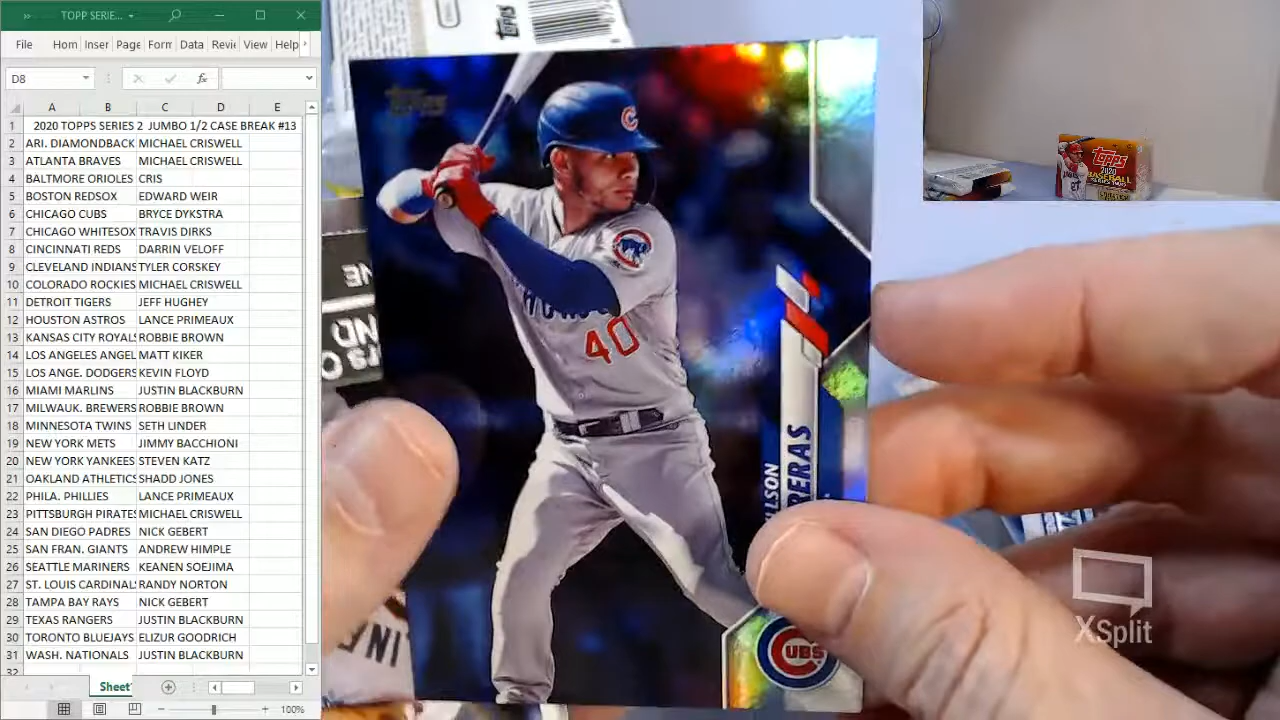 TOPP SERIE...
File Hom Inser Page Forn Data Revi View Help
D8
fx
A B C D E
1 2020 TOPPS SERIES 2 JUMBO 1/2 CASE BREAK #13
2 ARI. DIAMONDBACK MICHAEL CRISWELL
3 ATLANTA BRAVES MICHAEL CRISWELL
4 BALTMORE ORIOLES CRIS
5 BOSTON REDSOX EDWARD WEIR
6 CHICAGO CUBS BRYCE DYKSTRA
7 CHICAGO WHITESOX TRAVIS DIRKS
8 CINCINNATI REDS DARRIN VELOFF
9 CLEVELAND INDIANS TYLER CORSKEY
10 COLORADO ROCKIES MICHAEL CRISWELL
11 DETROIT TIGERS JEFF HUGHEY
12 HOUSTON ASTROS LANCE PRIMEAUX
13 KANSAS CITY ROYALS ROBBIE BROWN
14 LOS ANGELES ANGEL MATT KIKER
15 LOS ANGE. DODGERS KEVIN FLOYD
16 MIAMI MARLINS JUSTIN BLACKBURN
17 MILWAUK. BREWERS ROBBIE BROWN
18 MINNESOTA TWINS SETH LINDER
19 NEW YORK METS JIMMY BACCHIONI
20 NEW YORK YANKEES STEVEN KATZ
21 OAKLAND ATHLETICS SHADD JONES
22 PHILA. PHILLIES LANCE PRIMEAUX
23 PITTSBURGH PIRATES MICHAEL CRISWELL
24 SAN DIEGO PADRES NICK GEBERT
25 SAN FRAN. GIANTS ANDREW HIMPLE
26 SEATTLE MARINERS KEANEN SOEJIMA
27 ST. LOUIS CARDINALS RANDY NORTON
28 TAMPA BAY RAYS NICK GEBERT
29 TEXAS RANGERS JUSTIN BLACKBURN
30 TORONTO BLUEJAYS ELIZUR GOODRICH
31 WASH. NATIONALS JUSTIN BLACKBURN
32
Sheet
100%
Topps
Topps
C
40
LLSON
RERAS
CUBS
Topps
2020
BASEBALL
27
XSplit